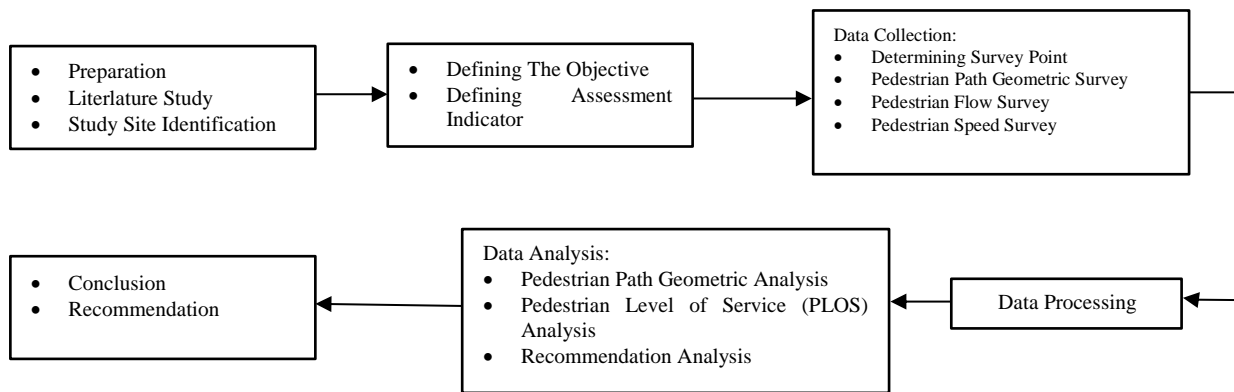 • Preparation
• Literlature Study
• Study Site Identification
• Defining The Objective
• Defining Assessment
Indicator
Data Collection:
• Determining Survey Point
• Pedestrian Path Geometric Survey
• Pedestrian Flow Survey
• Pedestrian Speed Survey
Data Processing
Data Analysis:
• Pedestrian Path Geometric Analysis
• Pedestrian Level of Service (PLOS)
Analysis
• Recommendation Analysis
• Conclusion
• Recommendation